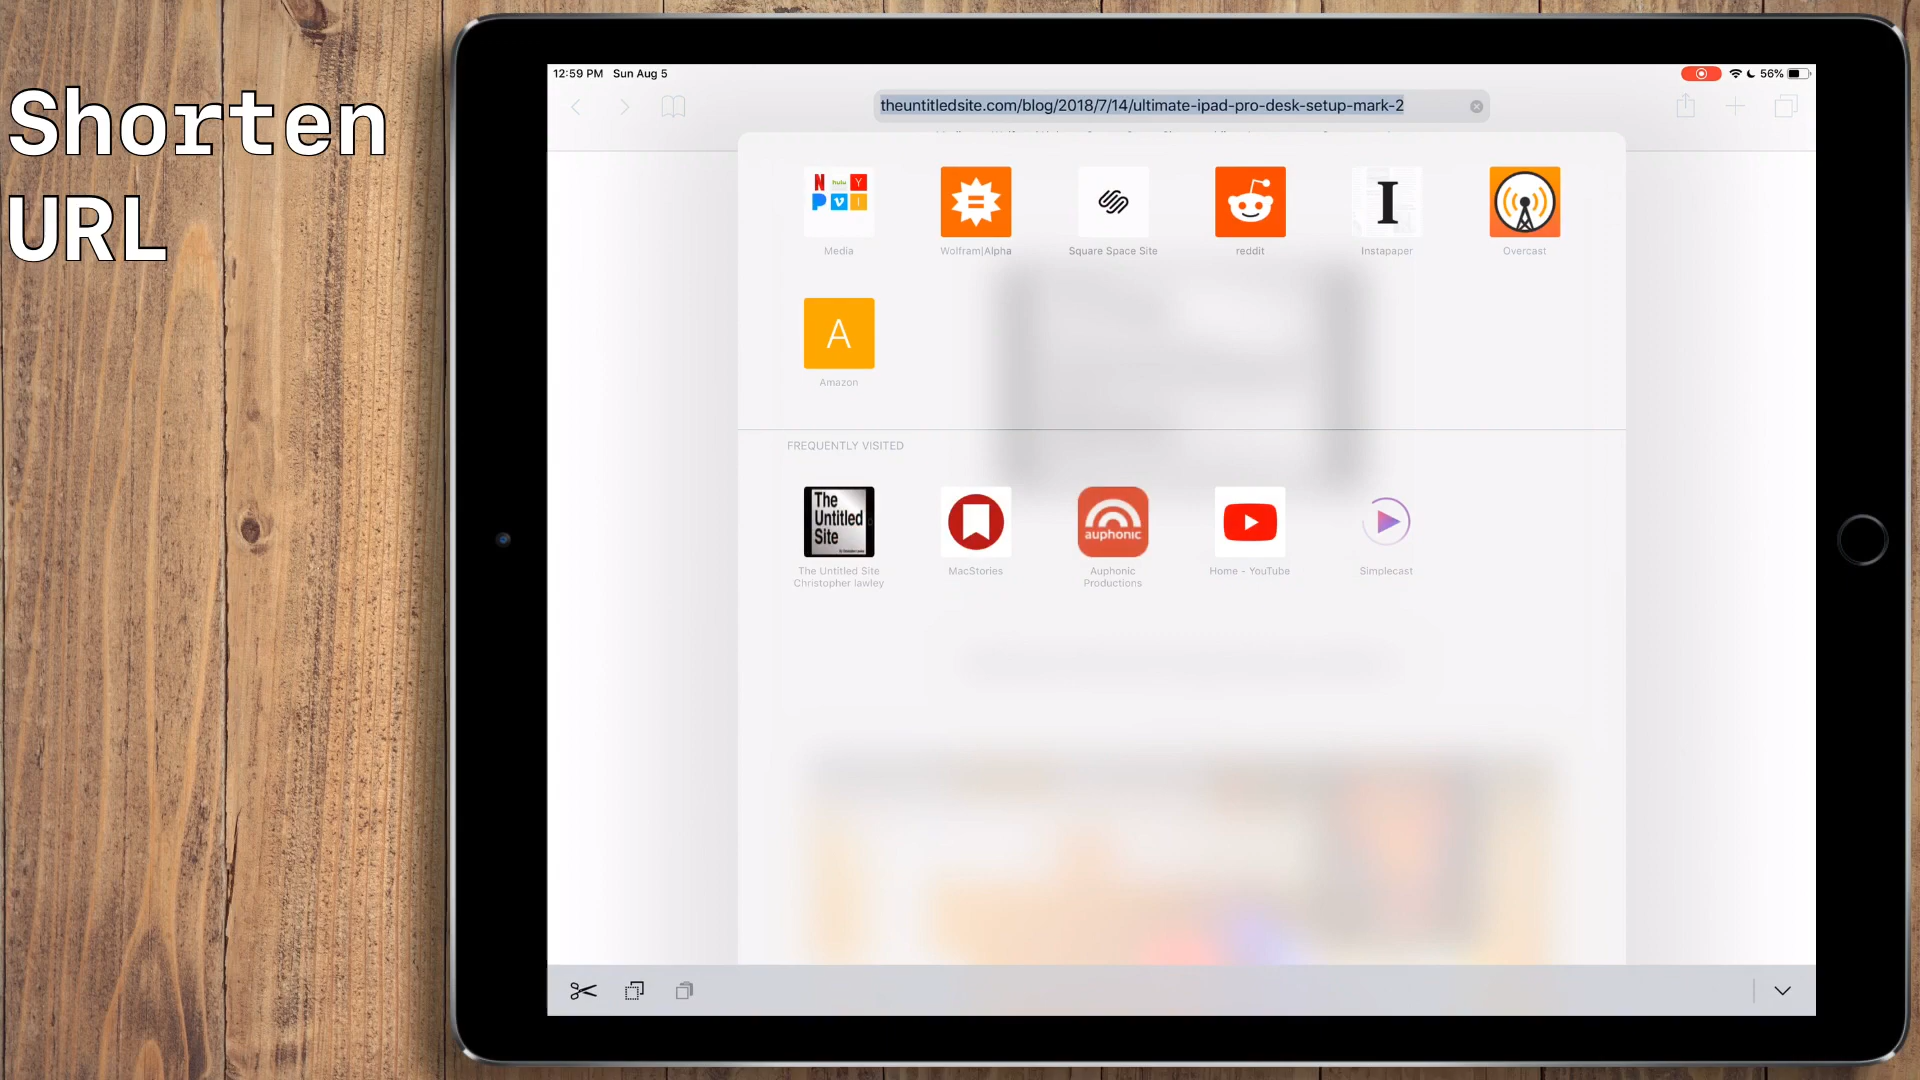 Shorten
URL
12:59 PM Sun Aug 5
56%
theuntitledsite.com/blog/2018/7/14/ultimate-ipad-pro-desk-setup-mark-2
N hulu Y
P V I
Media
Wolfram|Alpha
Square Space Site
reddit
I
Instapaper
Overcast
A
Amazon
FREQUENTLY VISITED
The
Untitled
Site
The Untitled Site
Christopher lawley
MacStories
auphonic
Auphonic
Productions
Home - YouTube
Simplecast